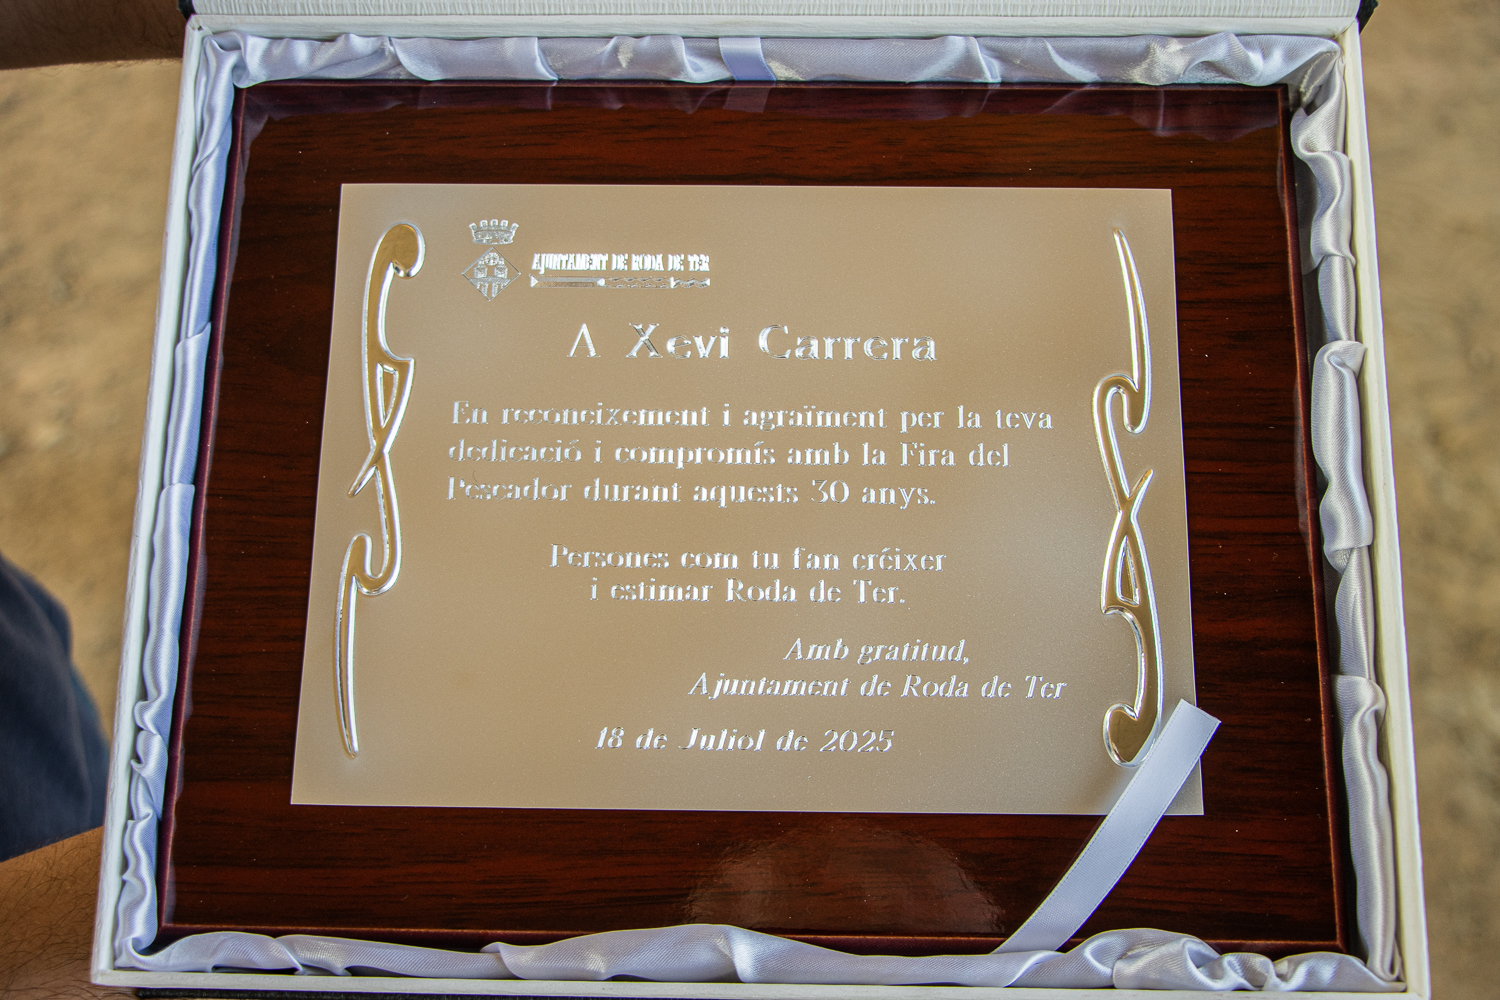 AJUNTAMENT DE RODA DE TER
A Xevi Carrera
En reconeixement i agraïment per la teva
dedicació i compromís amb la Fira del
Pescador durant aquests 30 anys.
Persones com tu fan créixer
i estimar Roda de Ter.
Amb gratitud,
Ajuntament de Roda de Ter
18 de Juliol de 2025